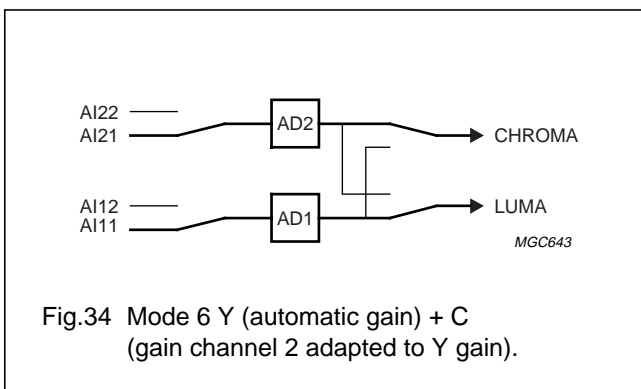 AI22
AI21
AD2
CHROMA
AI12
AI11
AD1
LUMA
MGC643
Fig.34 Mode 6 Y (automatic gain) + C
(gain channel 2 adapted to Y gain).